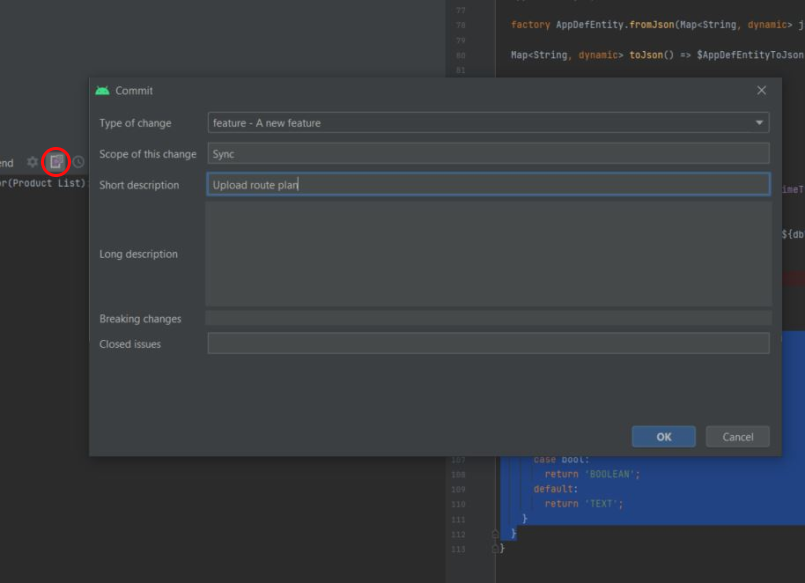 77
78 factory AppDefEntity.fromJson(Map<String, dynamic> j
79
80 Map<String, dynamic> toJson() => $AppDefEntityToJson
81
Commit
Type of change feature - A new feature
end
Scope of this change Sync
or(Product List):
Short description Upload route plan
imeT
${db
Long description
Breaking changes
Closed issues
OK Cancel
107 case bool:
108 return 'BOOLEAN';
109 default:
110 return 'TEXT';
111 }
112 }
113 }